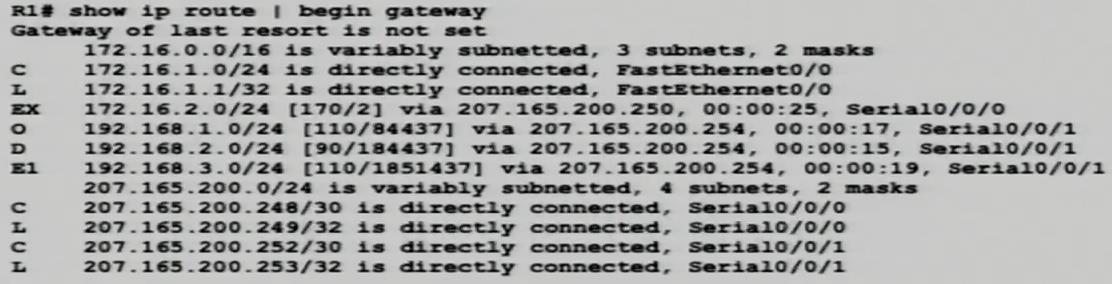 R1# show ip route | begin gateway
Gateway of last resort is not set
172.16.0.0/16 is variably subnetted, 3 subnets, 2 masks
C 172.16.1.0/24 is directly connected, FastEthernet0/0
L 172.16.1.1/32 is directly connected, FastEthernet0/0
EX 172.16.2.0/24 [170/2] via 207.165.200.250, 00:00:25, Serial0/0/0
O 192.168.1.0/24 [110/84437] via 207.165.200.254, 00:00:17, Serial0/0/1
D 192.168.2.0/24 [90/184437] via 207.165.200.254, 00:00:15, Serial0/0/1
E1 192.168.3.0/24 [110/1851437] via 207.165.200.254, 00:00:19, Serial0/0/1
207.165.200.0/24 is variably subnetted, 4 subnets, 2 masks
C 207.165.200.248/30 is directly connected, Serial0/0/0
L 207.165.200.249/32 is directly connected, Serial0/0/0
C 207.165.200.252/30 is directly connected, Serial0/0/1
L 207.165.200.253/32 is directly connected, Serial0/0/1